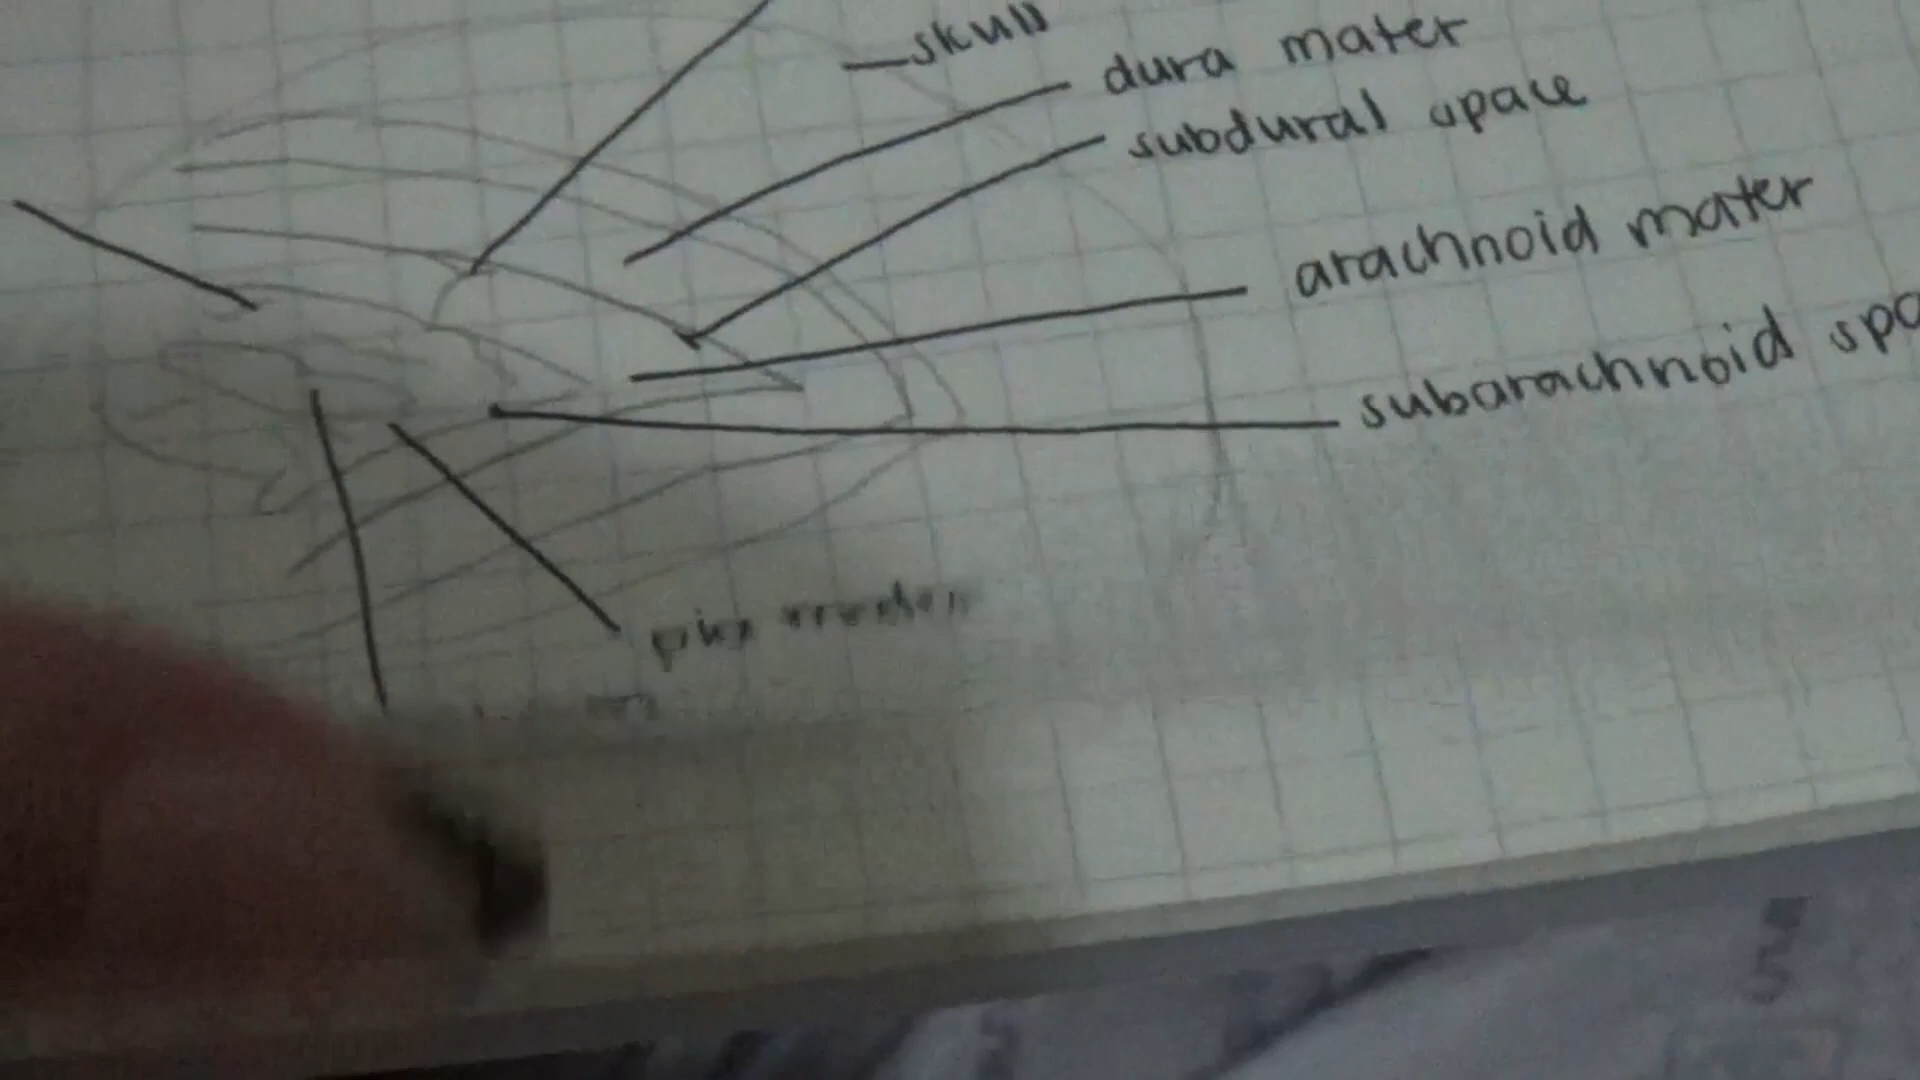 skull
dura mater
subdural space
arachnoid mater
subarachnoid spa
pia mater